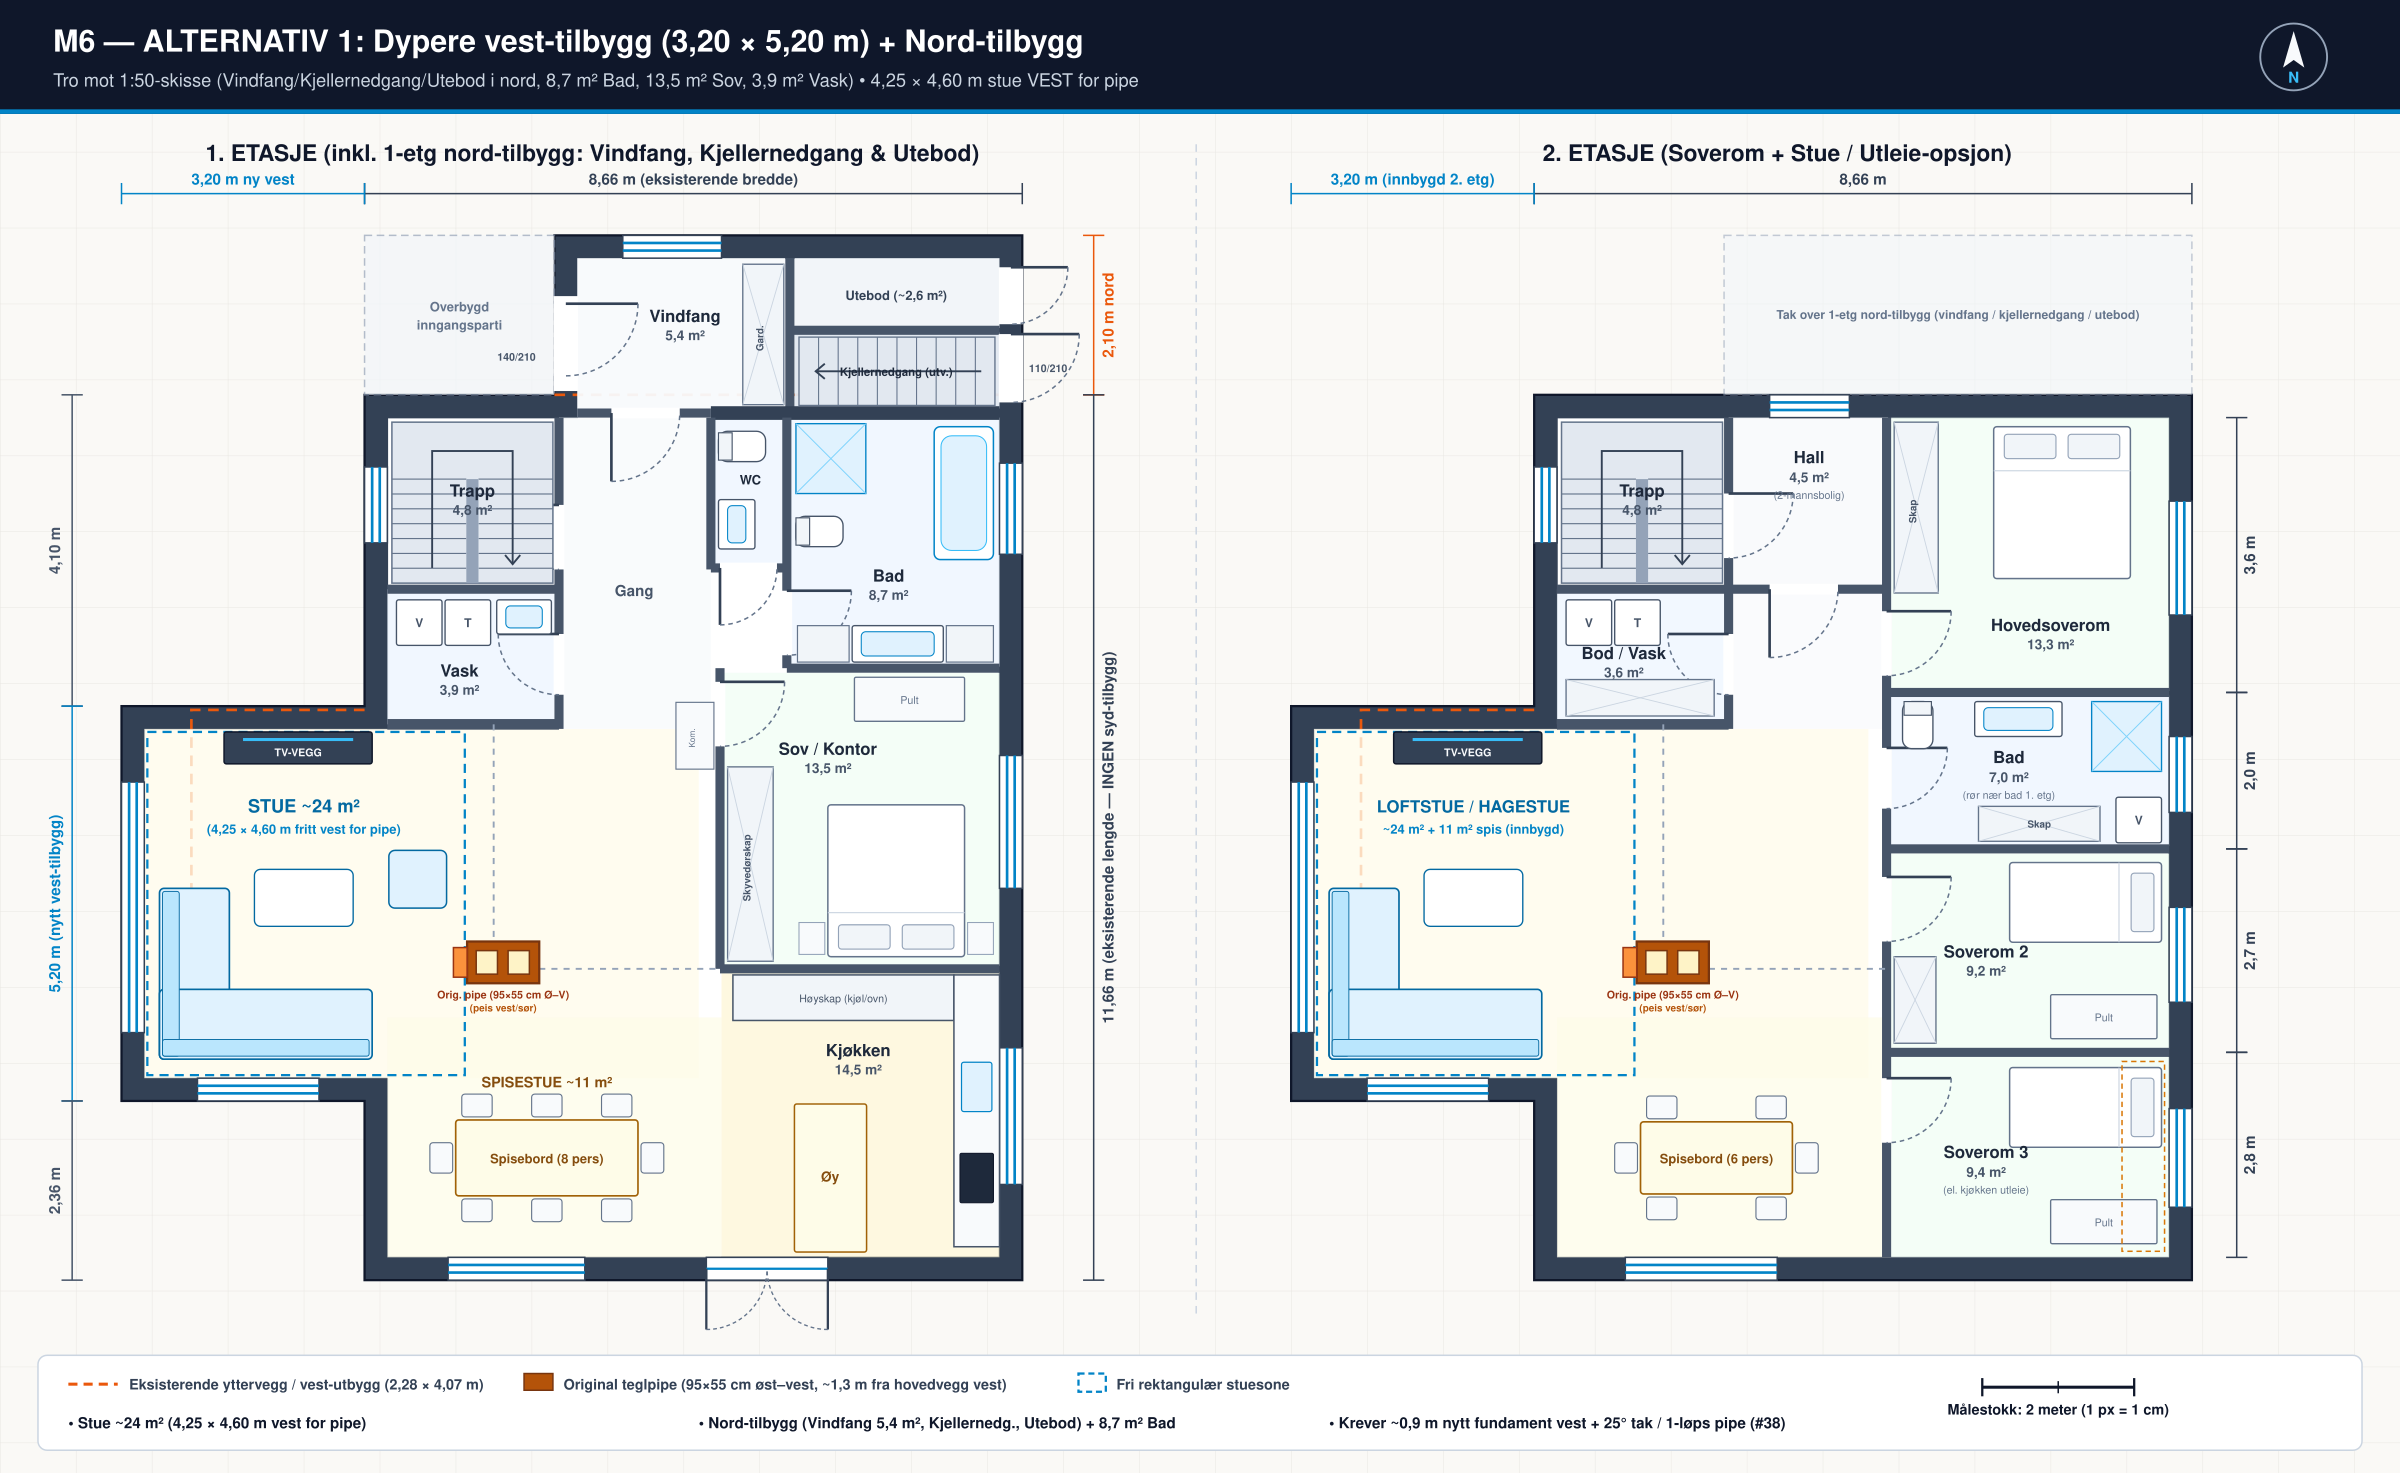 M6 — ALTERNATIV 1: Dypere vest-tilbygg (3,20 × 5,20 m) + Nord-tilbygg
Tro mot 1:50-skisse (Vindfang/Kjellernedgang/Utebod i nord, 8,7 m² Bad, 13,5 m² Sov, 3,9 m² Vask) • 4,25 × 4,60 m stue VEST for pipe
N
1. ETASJE (inkl. 1-etg nord-tilbygg: Vindfang, Kjellernedgang & Utebod)
3,20 m ny vest
8,66 m (eksisterende bredde)
Overbygd
inngangsparti
140/210
Vindfang
5,4 m²
Gard.
Utebod (~2,6 m²)
Kjellernedgang (utv.)
110/210
2,10 m nord
Trapp
4,8 m²
WC
Bad
8,7 m²
Gang
V
T
Vask
3,9 m²
4,10 m
Pult
Kom.
Sov / Kontor
13,5 m²
Skyvedørskap
TV-VEGG
STUE ~24 m²
(4,25 × 4,60 m fritt vest for pipe)
5,20 m (nytt vest-tilbygg)
11,66 m (eksisterende lengde — INGEN syd-tilbygg)
Orig. pipe (95×55 cm Ø–V)
(peis vest/sør)
Høyskap (kjøl/ovn)
Kjøkken
14,5 m²
SPISESTUE ~11 m²
Spisebord (8 pers)
Øy
2,36 m
2. ETASJE (Soverom + Stue / Utleie-opsjon)
3,20 m (innbygd 2. etg)
8,66 m
Tak over 1-etg nord-tilbygg (vindfang / kjellernedgang / utebod)
Trapp
4,8 m²
Hall
4,5 m²
(2-mannsbolig)
Skap
Hovedsoverom
13,3 m²
3,6 m
V
T
Bod / Vask
3,6 m²
Bad
7,0 m²
(rør nær bad 1. etg)
Skap
V
2,0 m
TV-VEGG
LOFTSTUE / HAGESTUE
~24 m² + 11 m² spis (innbygd)
Orig. pipe (95×55 cm Ø–V)
(peis vest/sør)
Soverom 2
9,2 m²
Pult
2,7 m
Spisebord (6 pers)
Soverom 3
9,4 m²
(el. kjøkken utleie)
Pult
2,8 m
Eksisterende yttervegg / vest-utbygg (2,28 × 4,07 m)
Original teglpipe (95×55 cm øst–vest, ~1,3 m fra hovedvegg vest)
Fri rektangulær stuesone
Målestokk: 2 meter (1 px = 1 cm)
• Stue ~24 m² (4,25 × 4,60 m vest for pipe)
• Nord-tilbygg (Vindfang 5,4 m², Kjellernedg., Utebod) + 8,7 m² Bad
• Krever ~0,9 m nytt fundament vest + 25° tak / 1-løps pipe (#38)